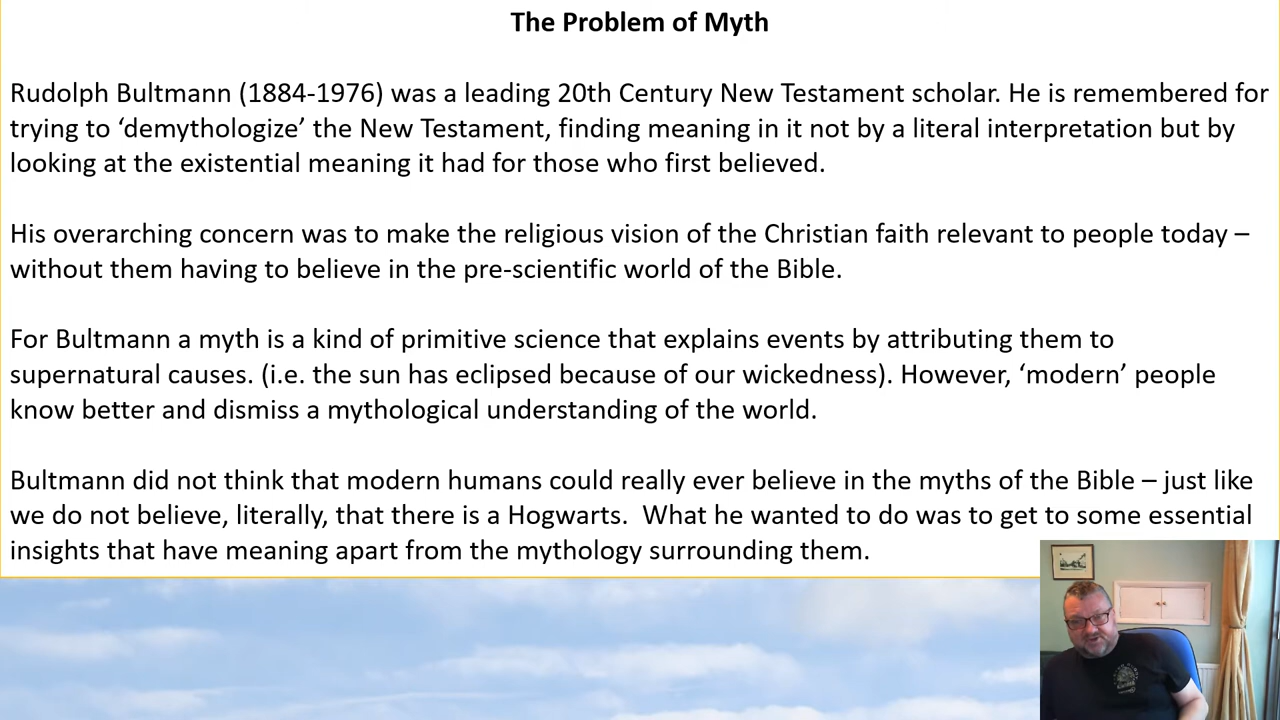 The Problem of Myth
Rudolph Bultmann (1884-1976) was a leading 20th Century New Testament scholar. He is remembered for
trying to ‘demythologize’ the New Testament, finding meaning in it not by a literal interpretation but by
looking at the existential meaning it had for those who first believed.
His overarching concern was to make the religious vision of the Christian faith relevant to people today –
without them having to believe in the pre-scientific world of the Bible.
For Bultmann a myth is a kind of primitive science that explains events by attributing them to
supernatural causes. (i.e. the sun has eclipsed because of our wickedness). However, ‘modern’ people
know better and dismiss a mythological understanding of the world.
Bultmann did not think that modern humans could really ever believe in the myths of the Bible – just like
we do not believe, literally, that there is a Hogwarts.  What he wanted to do was to get to some essential
insights that have meaning apart from the mythology surrounding them.